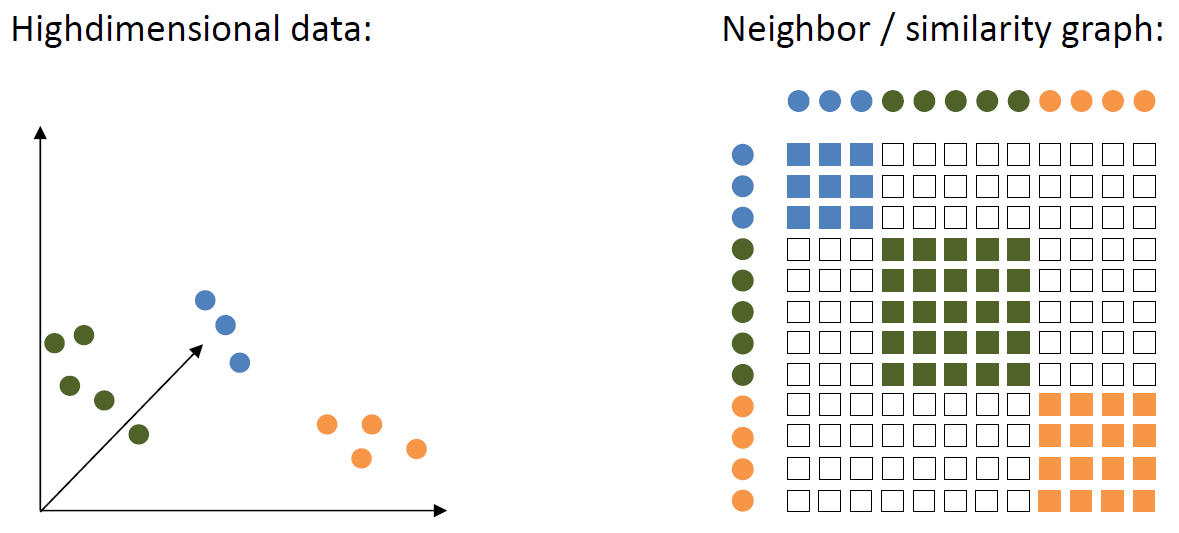 Highdimensional data:
Neighbor / similarity graph: